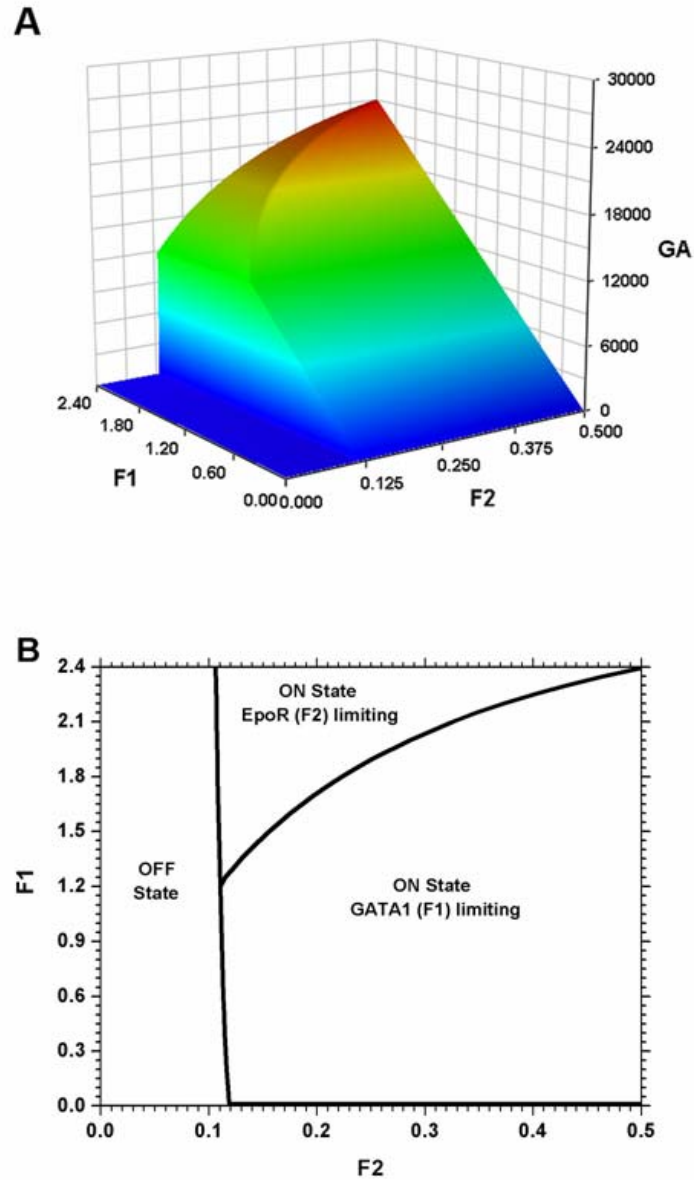 A
30000
24000
18000
GA
12000
6000
0
2.40
1.80
1.20
0.60
0.00
F1
0.000
0.125
0.250
0.375
0.500
F2
B
2.4
2.1
1.8
1.5
1.2
0.9
0.6
0.3
0.0
F1
ON State
EpoR (F2) limiting
OFF
State
ON State
GATA1 (F1) limiting
0.0
0.1
0.2
0.3
0.4
0.5
F2